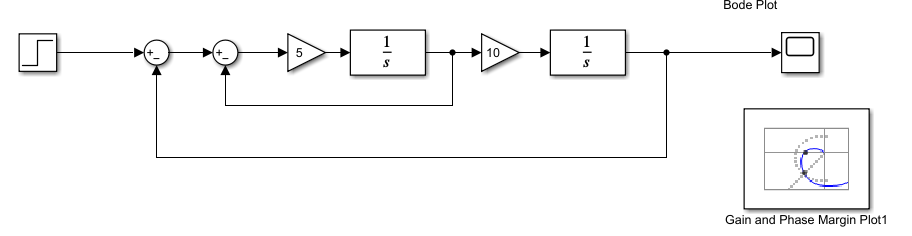 Bode Plot
+
−
+
−
5
1
s
10
1
s
Gain and Phase Margin Plot1